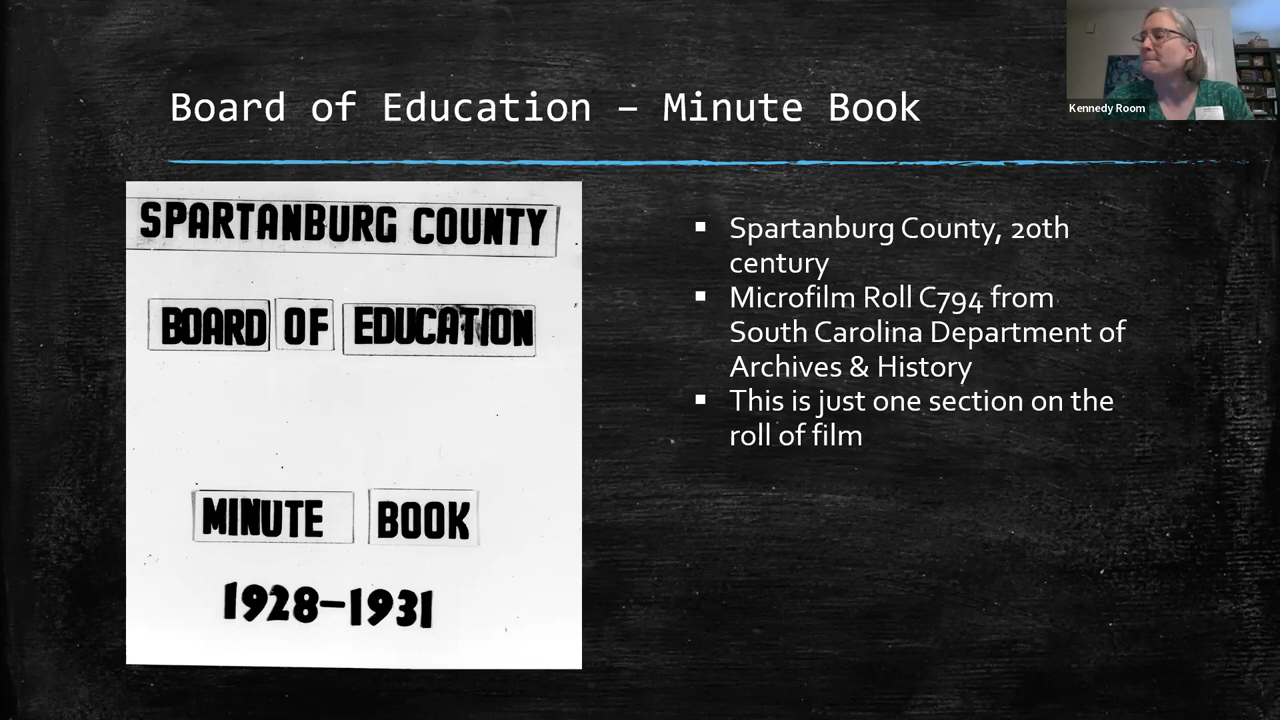 Board of Education – Minute Book
Kennedy Room
SPARTANBURG COUNTY
BOARD OF EDUCATION
MINUTE BOOK
1928–1931
▪ Spartanburg County, 20th
century
▪ Microfilm Roll C794 from
South Carolina Department of
Archives & History
▪ This is just one section on the
roll of film